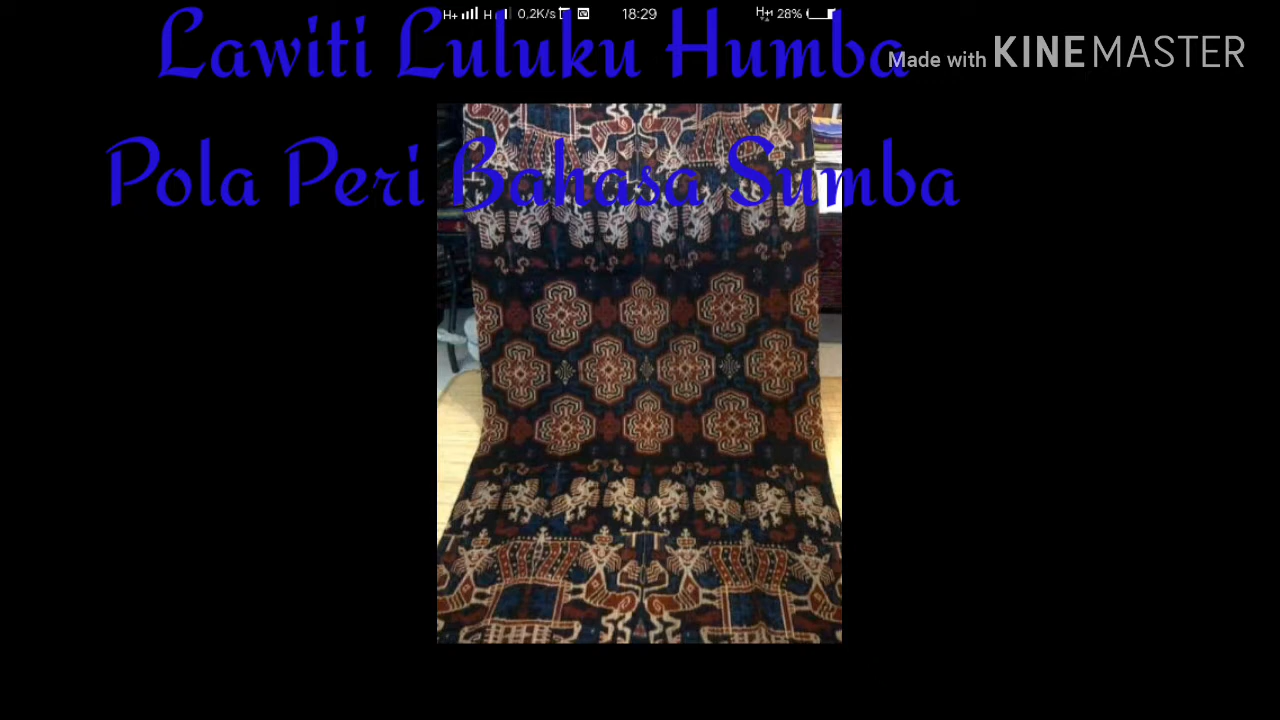 H+ H 0,2K/s 18:29 H+ 28%
Lawiti Luluku Humba
Made with KINEMASTER
Pola Peri Bahasa Sumba